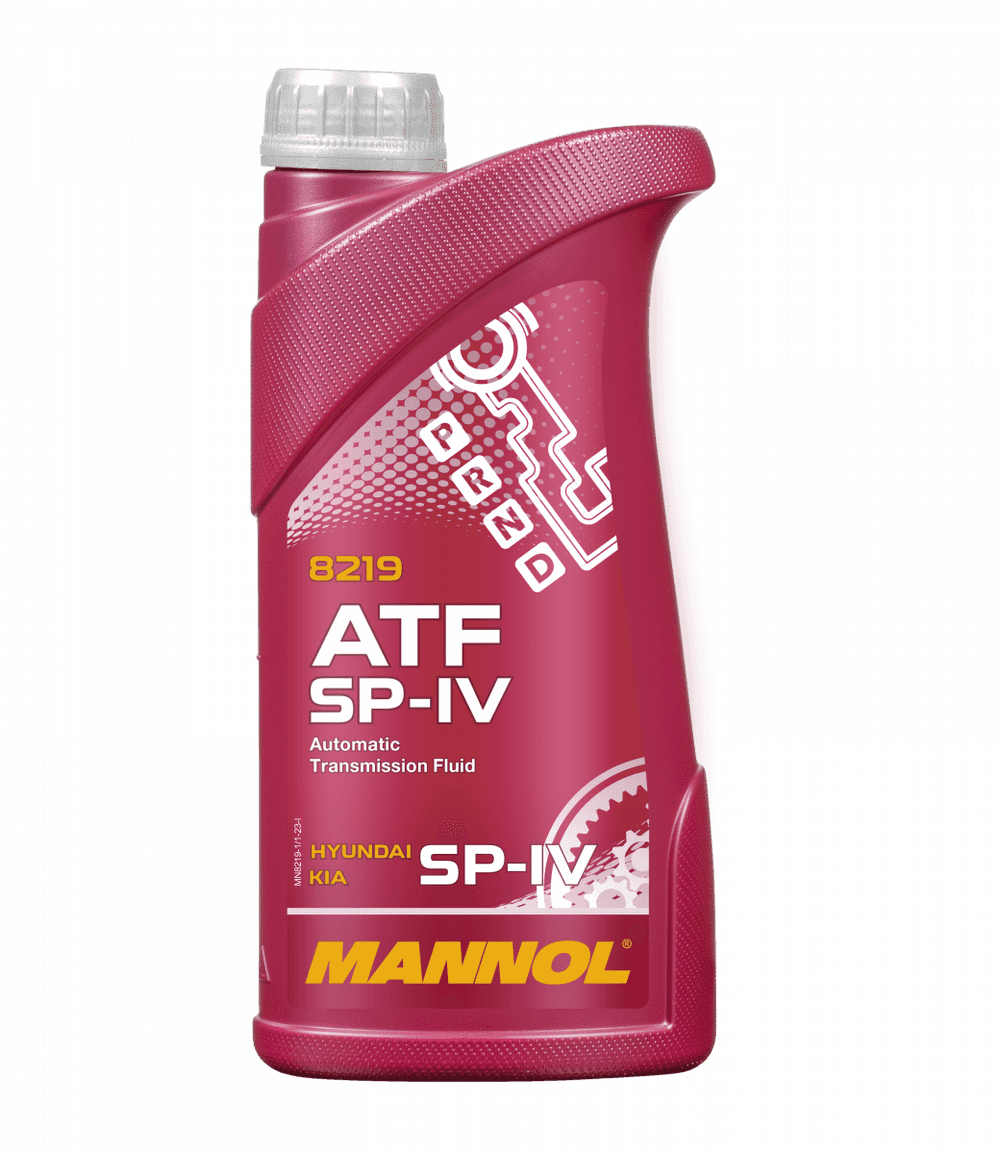 P
R
N
D
8219
ATF
SP-IV
Automatic
Transmission Fluid
MN8219-1/1-23-I
HYUNDAI
KIA
SP-IV
MANNOL®